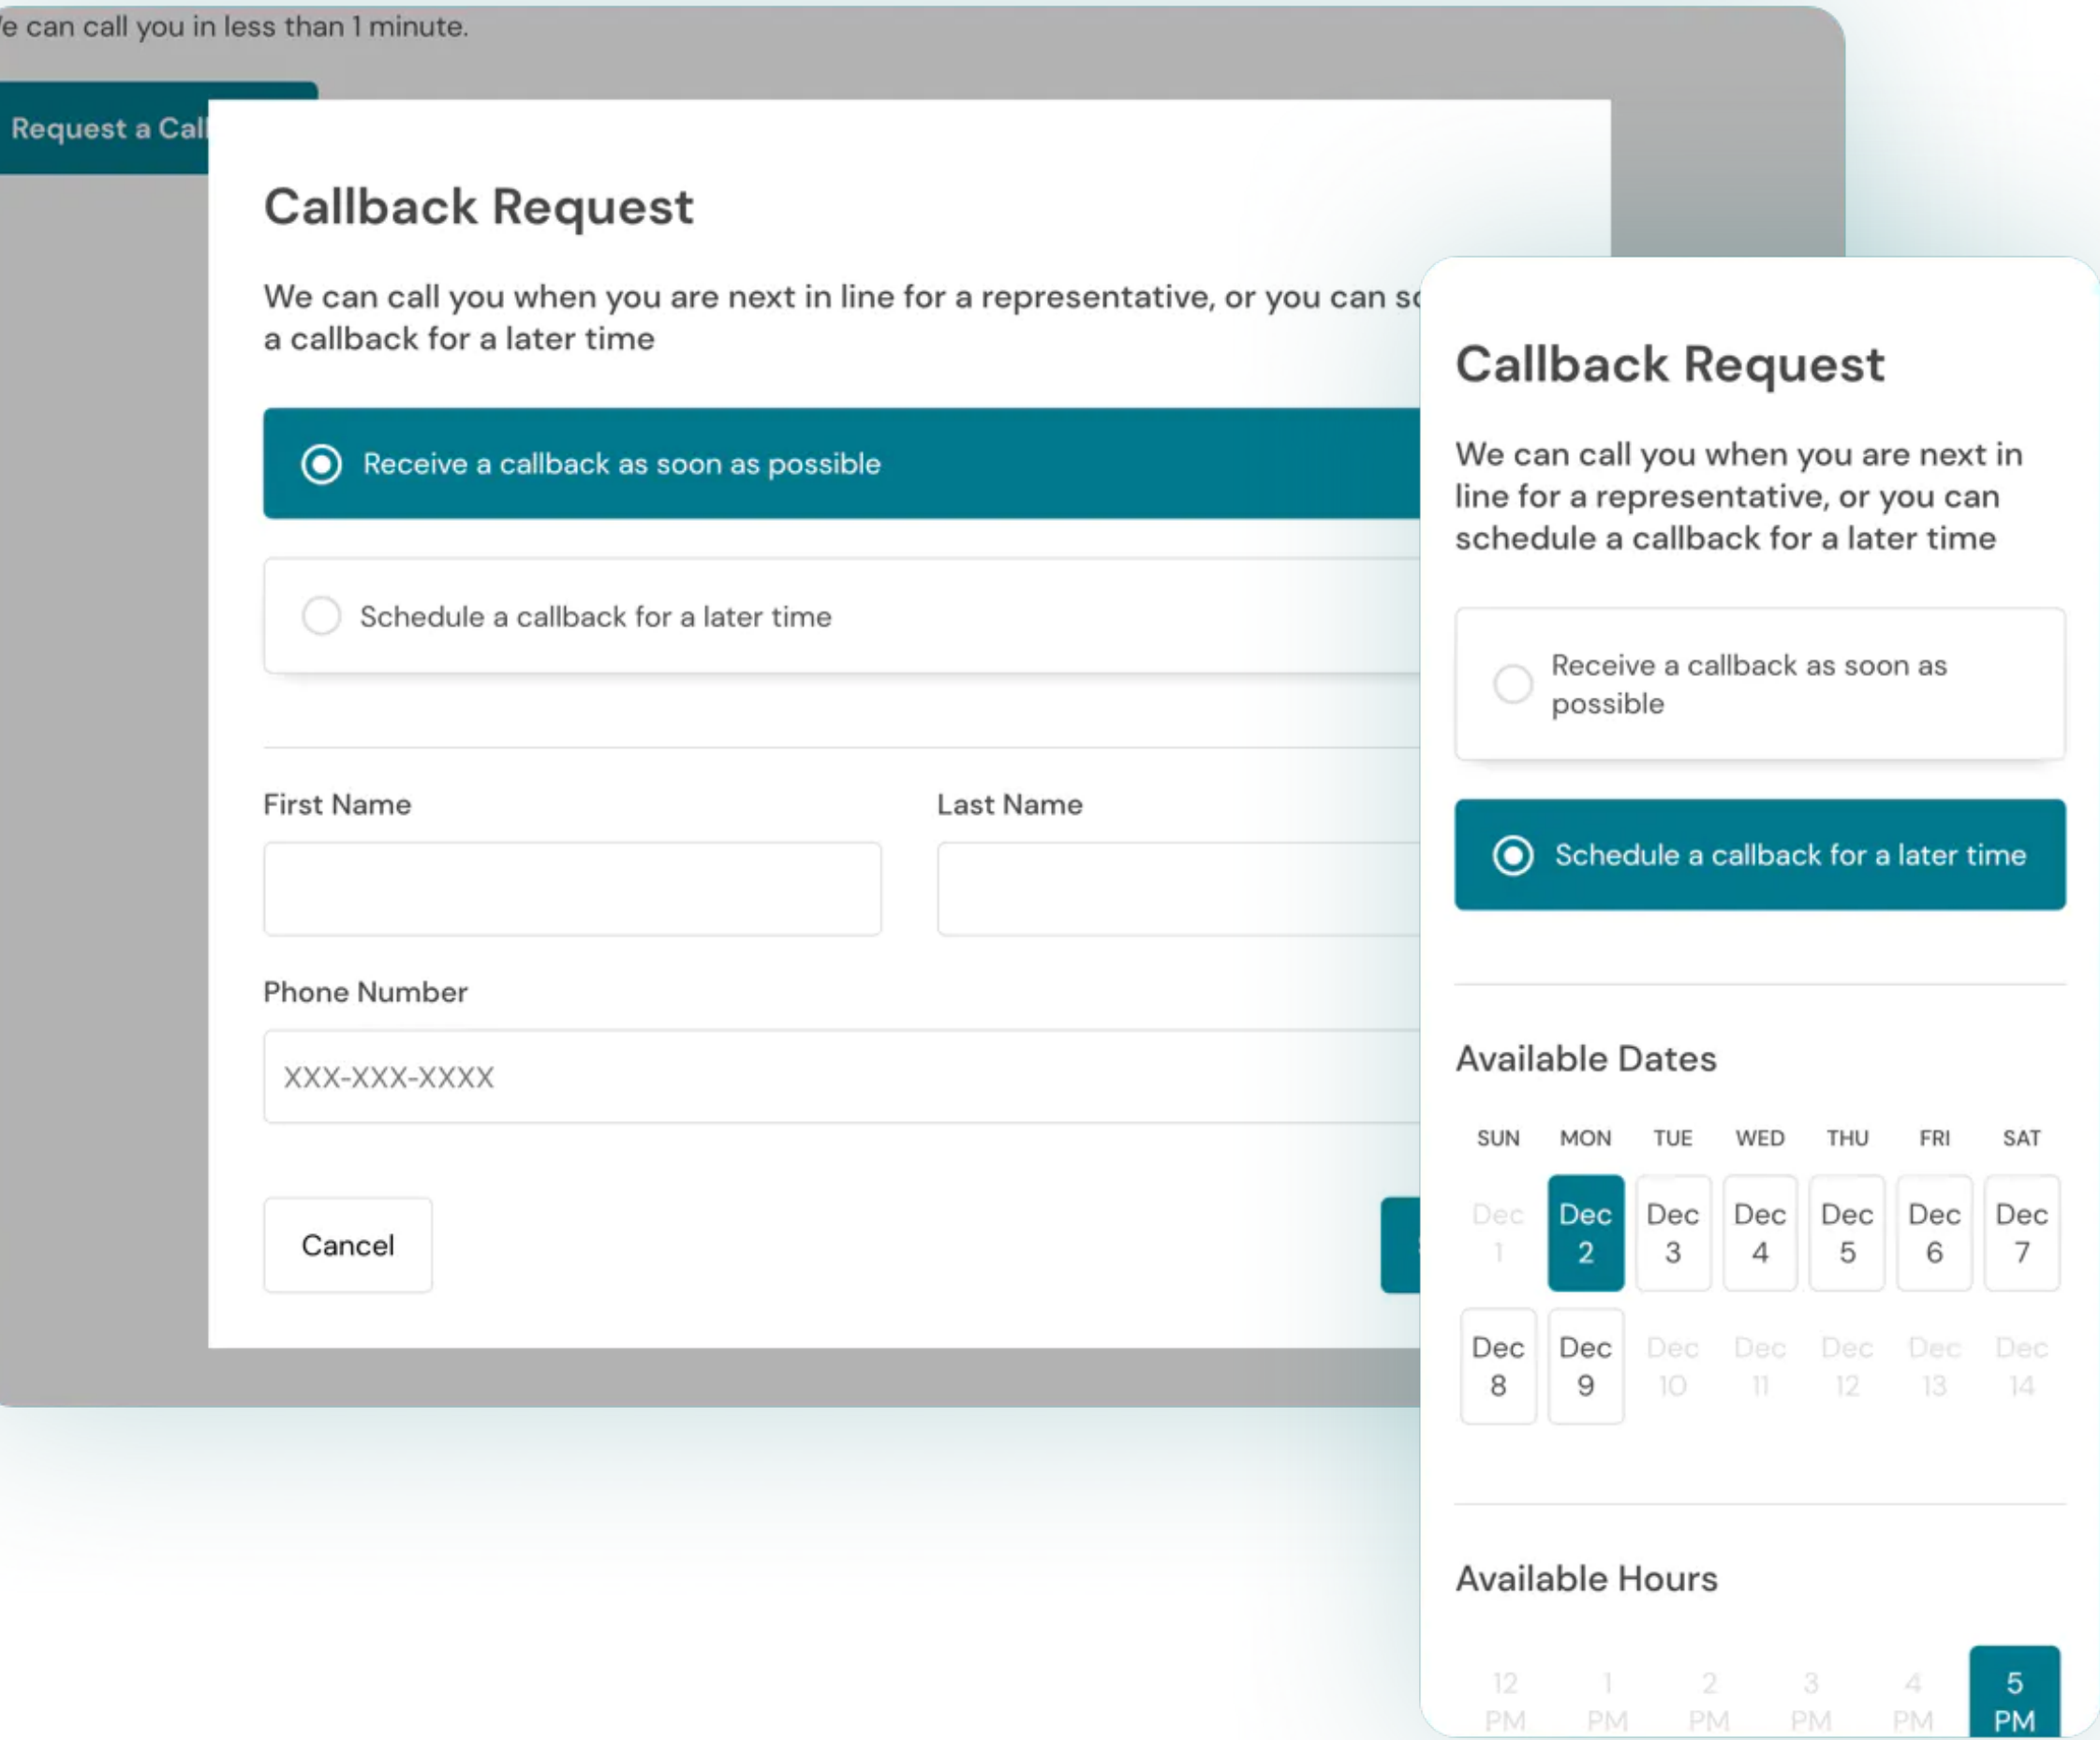 can call you in less than 1 minute.
Request a Call
Callback Request
We can call you when you are next in line for a representative, or you can
a callback for a later time
Receive a callback as soon as possible
Schedule a callback for a later time
First Name
Last Name
Phone Number
XXX-XXX-XXXX
Cancel
Callback Request
We can call you when you are next in
line for a representative, or you can
schedule a callback for a later time
Receive a callback as soon as
possible
Schedule a callback for a later time
Available Dates
SUN MON TUE WED THU FRI SAT
Dec Dec Dec Dec Dec Dec Dec
1 2 3 4 5 6 7
Dec Dec Dec Dec Dec Dec Dec
8 9 10 11 12 13 14
Available Hours
12 1 2 3 4 5
PM PM PM PM PM PM